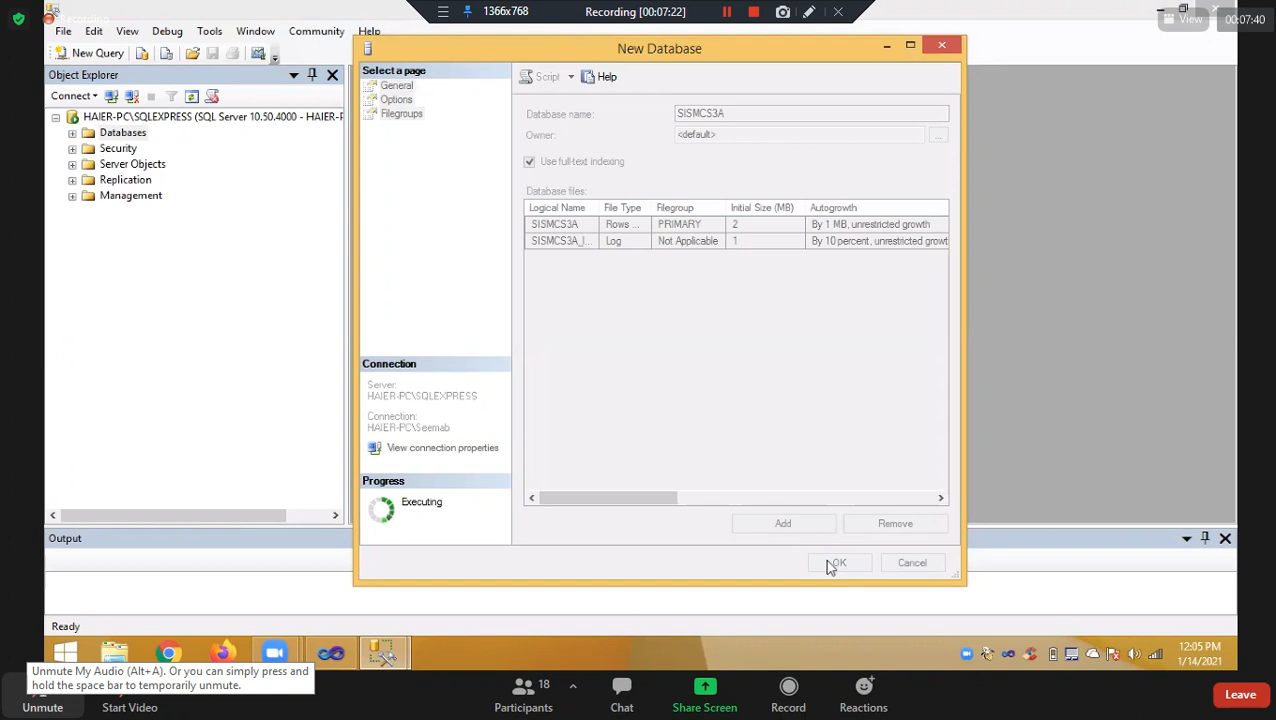 1366x768
Recording [00:07:22]
Recording
View
00:07:40
File Edit View Debug Tools Window Community Help
New Query
Object Explorer
Connect
HAIER-PC\SQLEXPRESS (SQL Server 10.50.4000 - HAIER-F
Databases
Security
Server Objects
Replication
Management
New Database
Select a page
General
Options
Filegroups
Script
Help
Database name: SISMCS3A
Owner: <default>
...
Use full-text indexing
Database files:
Logical Name File Type Filegroup Initial Size (MB) Autogrowth
SISMCS3A Rows ... PRIMARY 2 By 1 MB, unrestricted growth
SISMCS3A_l... Log Not Applicable 1 By 10 percent, unrestricted growt
Connection
Server:
HAIER-PC\SQLEXPRESS
Connection:
HAIER-PC\Seemab
View connection properties
Progress
Executing
Add Remove
OK Cancel
Output
Ready
12:05 PM
1/14/2021
Unmute My Audio (Alt+A). Or you can simply press and
hold the space bar to temporarily unmute.
Unmute
Start Video
18
Participants
Chat
Share Screen
Record
Reactions
Leave